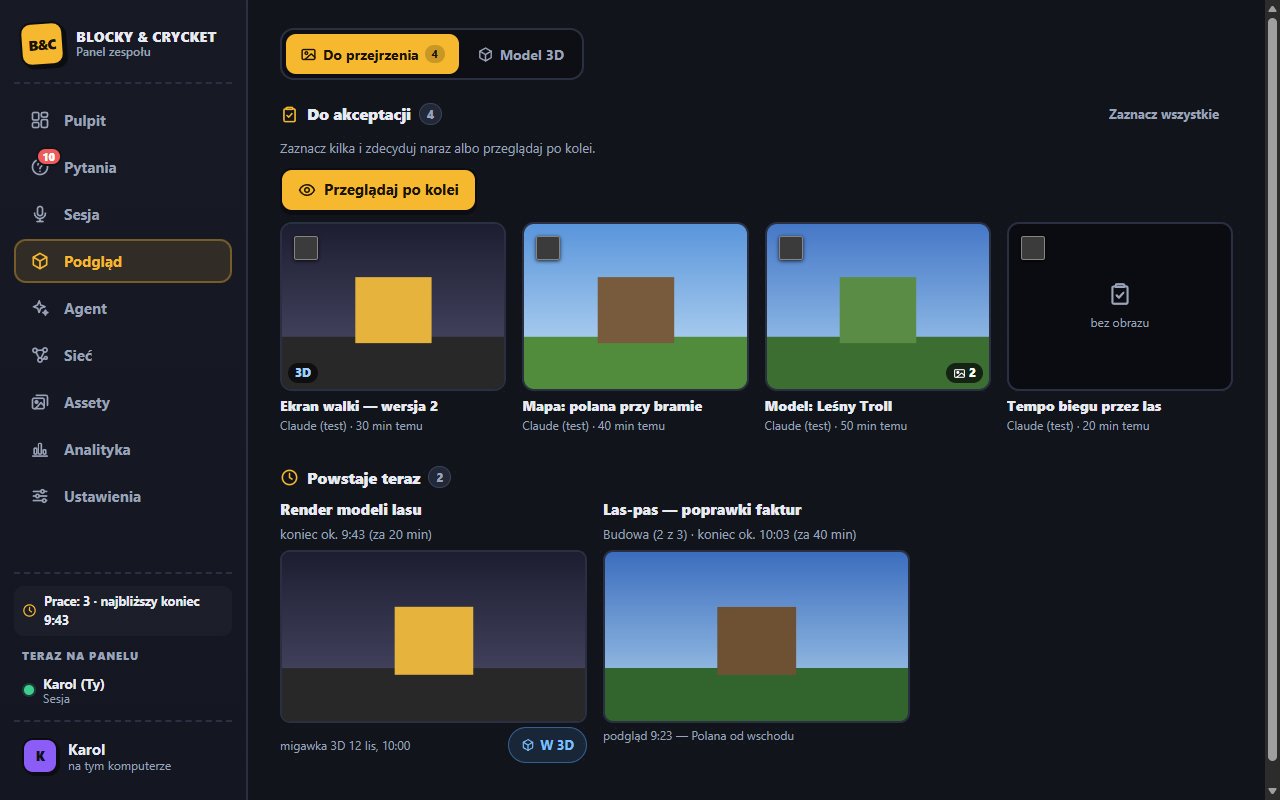 B&C
BLOCKY & CRYCKET
Panel zespołu
Pulpit
10
Pytania
Sesja
Podgląd
Agent
Sieć
Assety
Analityka
Ustawienia
Prace: 3 · najbliższy koniec
9:43
TERAZ NA PANELU
Karol (Ty)
Sesja
K
Karol
na tym komputerze
Do przejrzenia 4
Model 3D
Do akceptacji 4
Zaznacz wszystkie
Zaznacz kilka i zdecyduj naraz albo przeglądaj po kolei.
Przeglądaj po kolei
3D
Ekran walki — wersja 2
Claude (test) · 30 min temu
Mapa: polana przy bramie
Claude (test) · 40 min temu
2
Model: Leśny Troll
Claude (test) · 50 min temu
bez obrazu
Tempo biegu przez las
Claude (test) · 20 min temu
Powstaje teraz 2
Render modeli lasu
koniec ok. 9:43 (za 20 min)
migawka 3D 12 lis, 10:00
W 3D
Las-pas — poprawki faktur
Budowa (2 z 3) · koniec ok. 10:03 (za 40 min)
podgląd 9:23 — Polana od wschodu